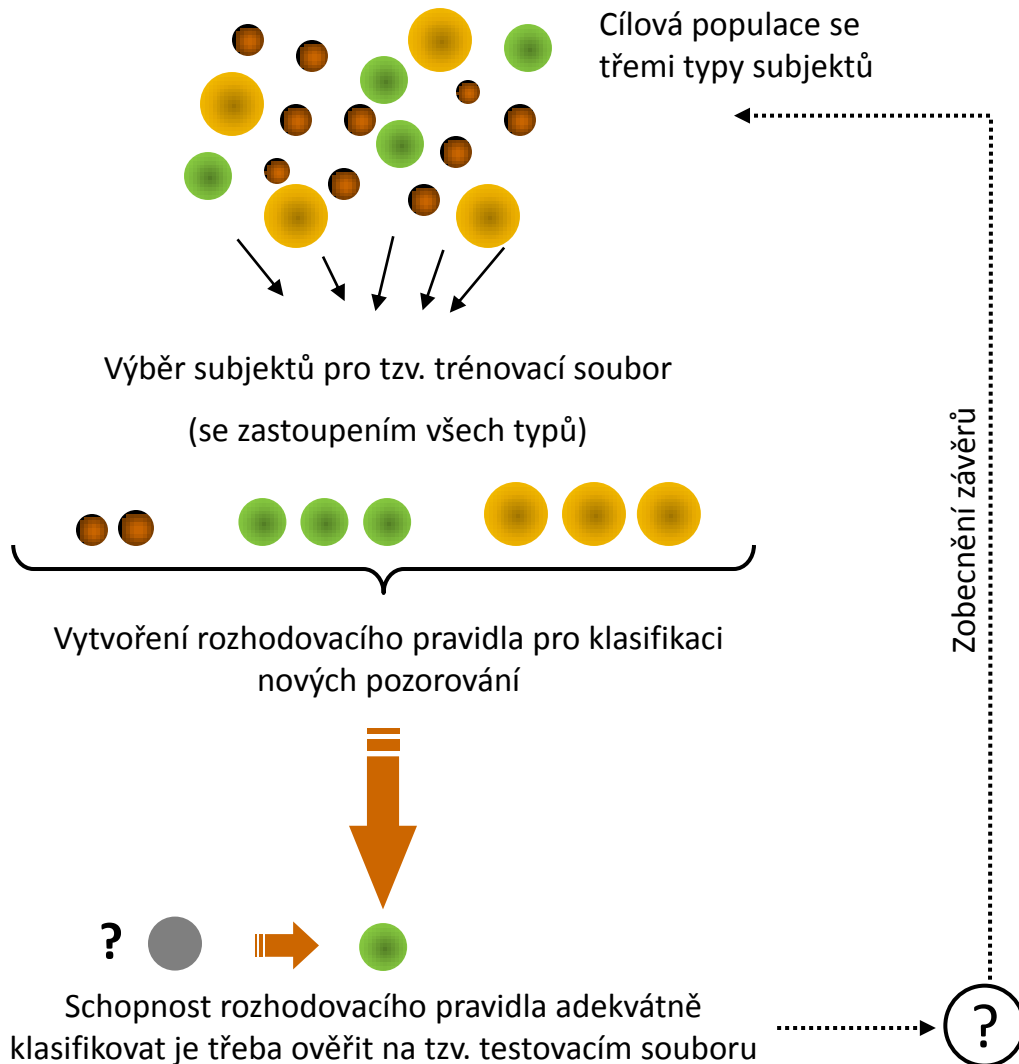 Cílová populace se
třemi typy subjektů
Výběr subjektů pro tzv. trénovací soubor
(se zastoupením všech typů)
Zobecnění závěrů
Vytvoření rozhodovacího pravidla pro klasifikaci
nových pozorování
?
Schopnost rozhodovacího pravidla adekvátně
klasifikovat je třeba ověřit na tzv. testovacím souboru
?